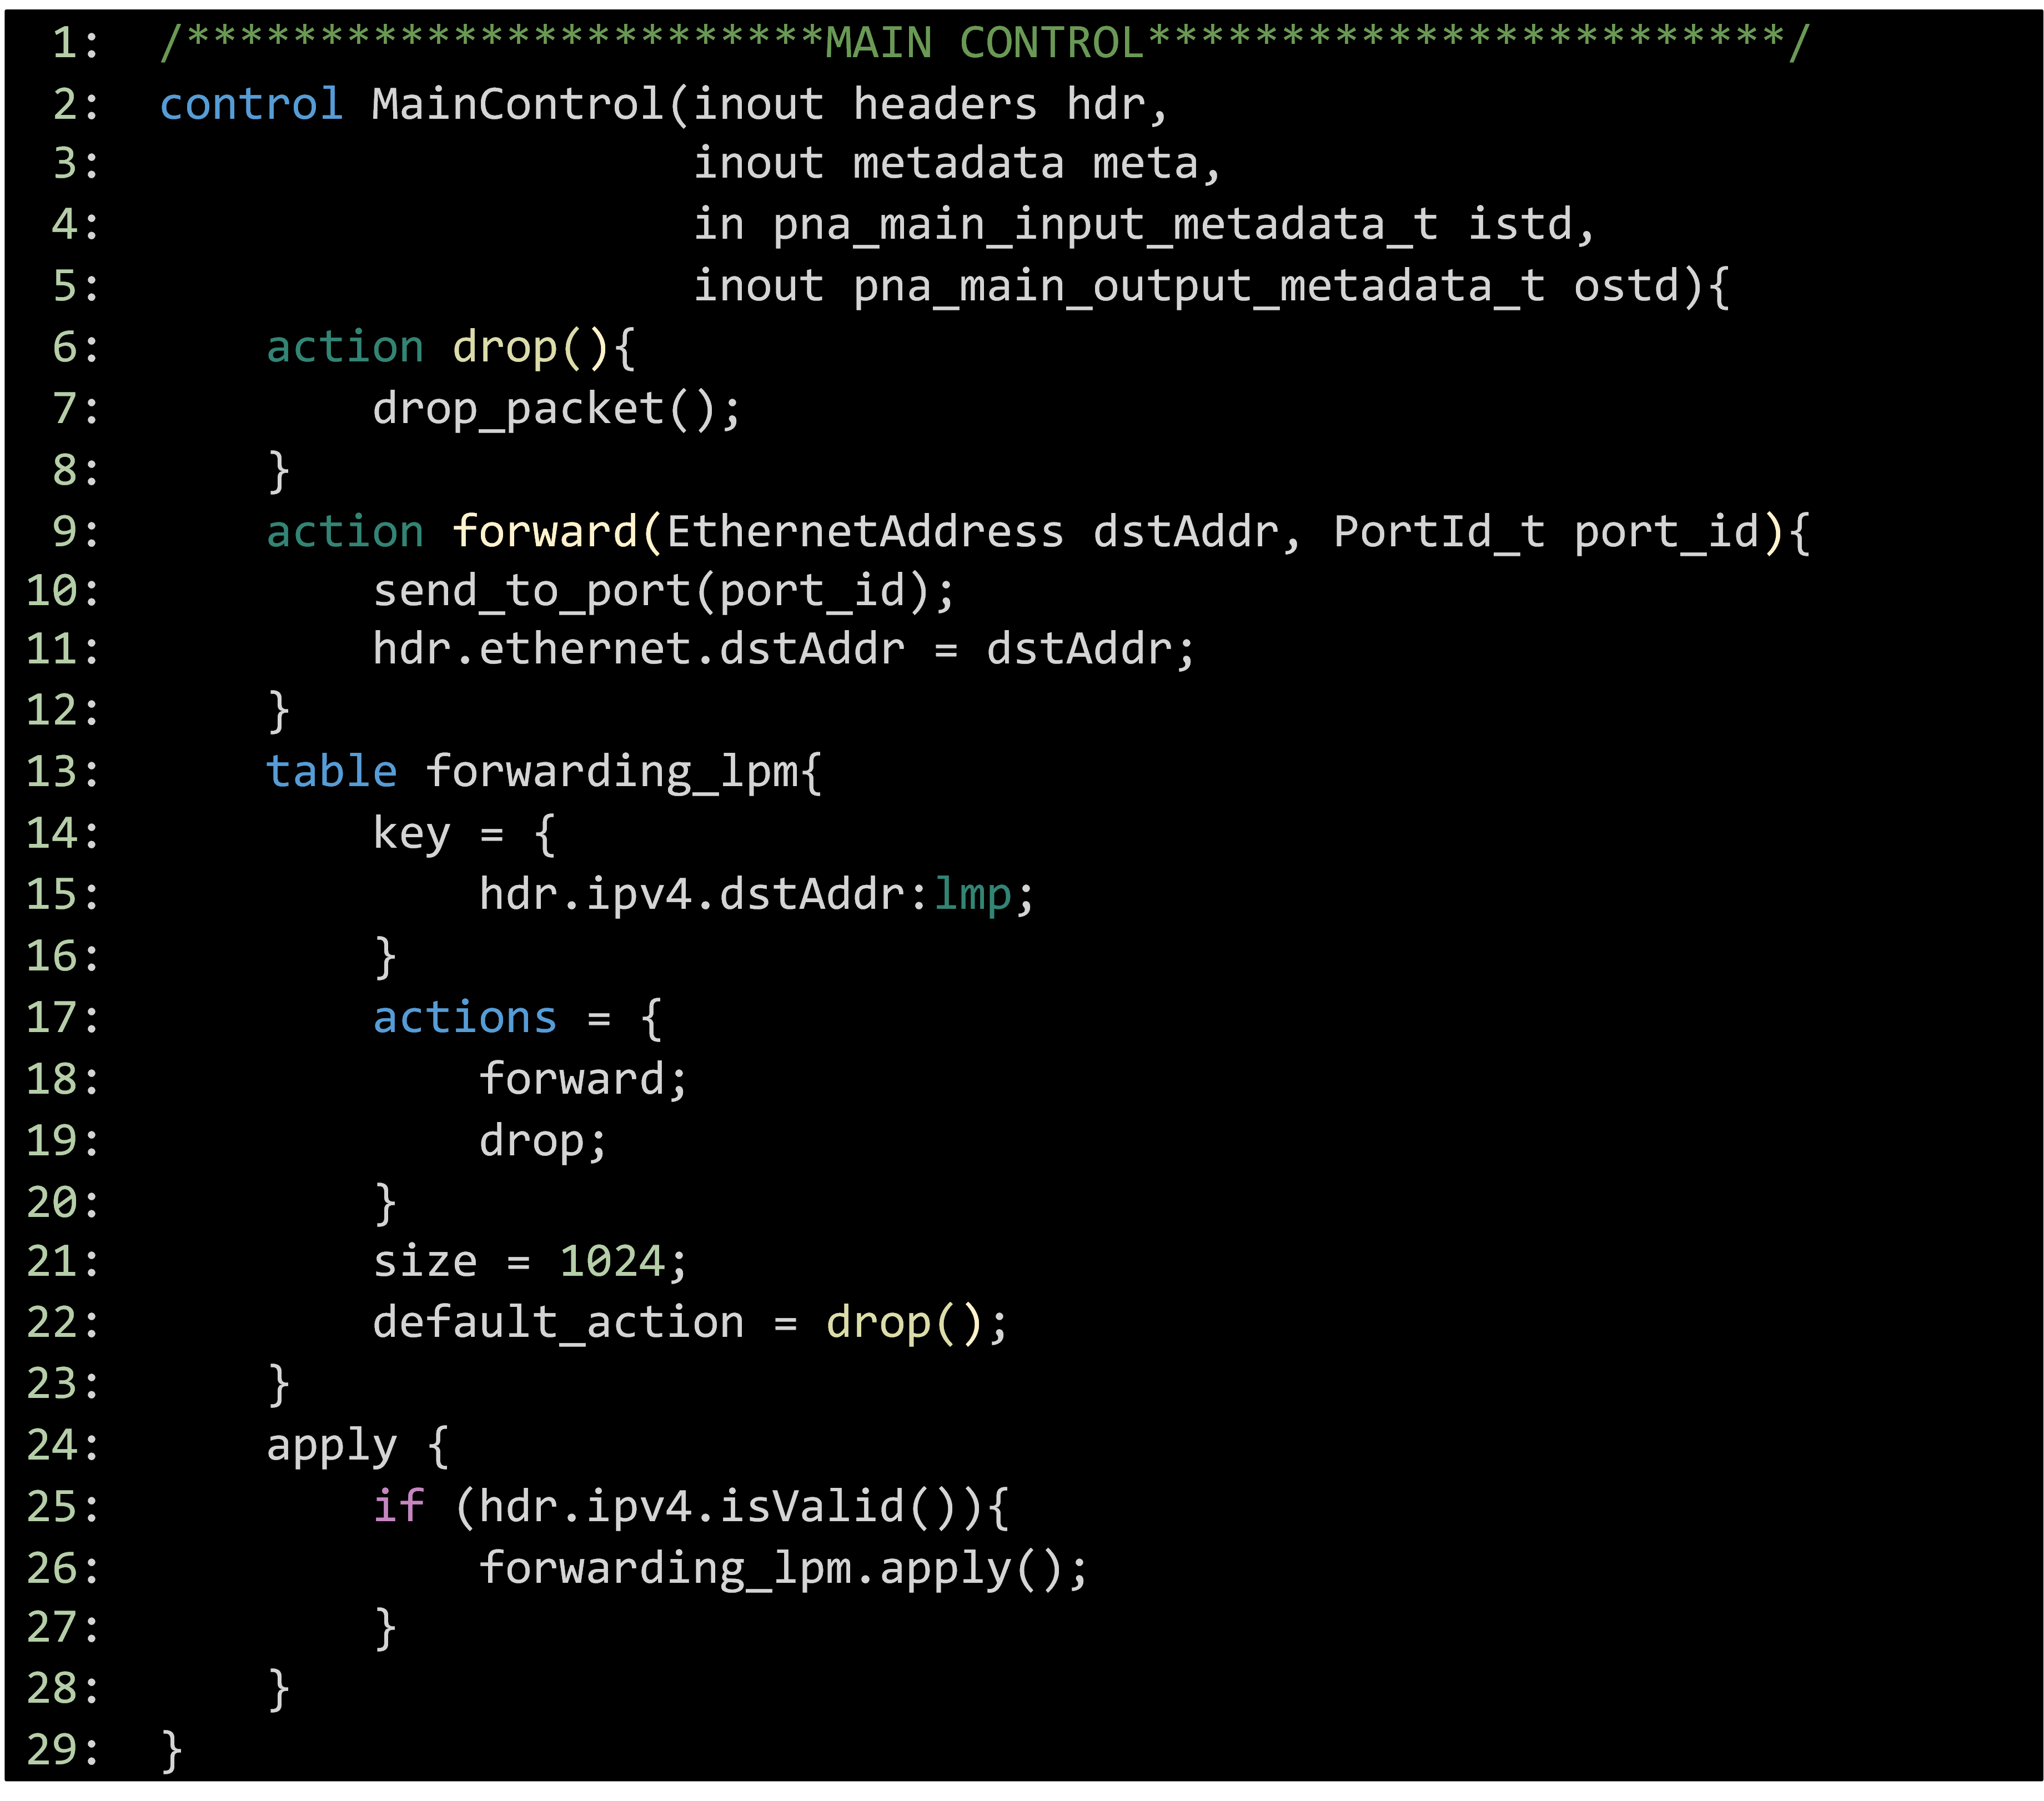 1: /************************MAIN CONTROL************************/
2: control MainControl(inout headers hdr,
3: inout metadata meta,
4: in pna_main_input_metadata_t istd,
5: inout pna_main_output_metadata_t ostd){
6: action drop(){
7: drop_packet();
8: }
9: action forward(EthernetAddress dstAddr, PortId_t port_id){
10: send_to_port(port_id);
11: hdr.ethernet.dstAddr = dstAddr;
12: }
13: table forwarding_lpm{
14: key = {
15: hdr.ipv4.dstAddr:lmp;
16: }
17: actions = {
18: forward;
19: drop;
20: }
21: size = 1024;
22: default_action = drop();
23: }
24: apply {
25: if (hdr.ipv4.isValid()){
26: forwarding_lpm.apply();
27: }
28: }
29: }